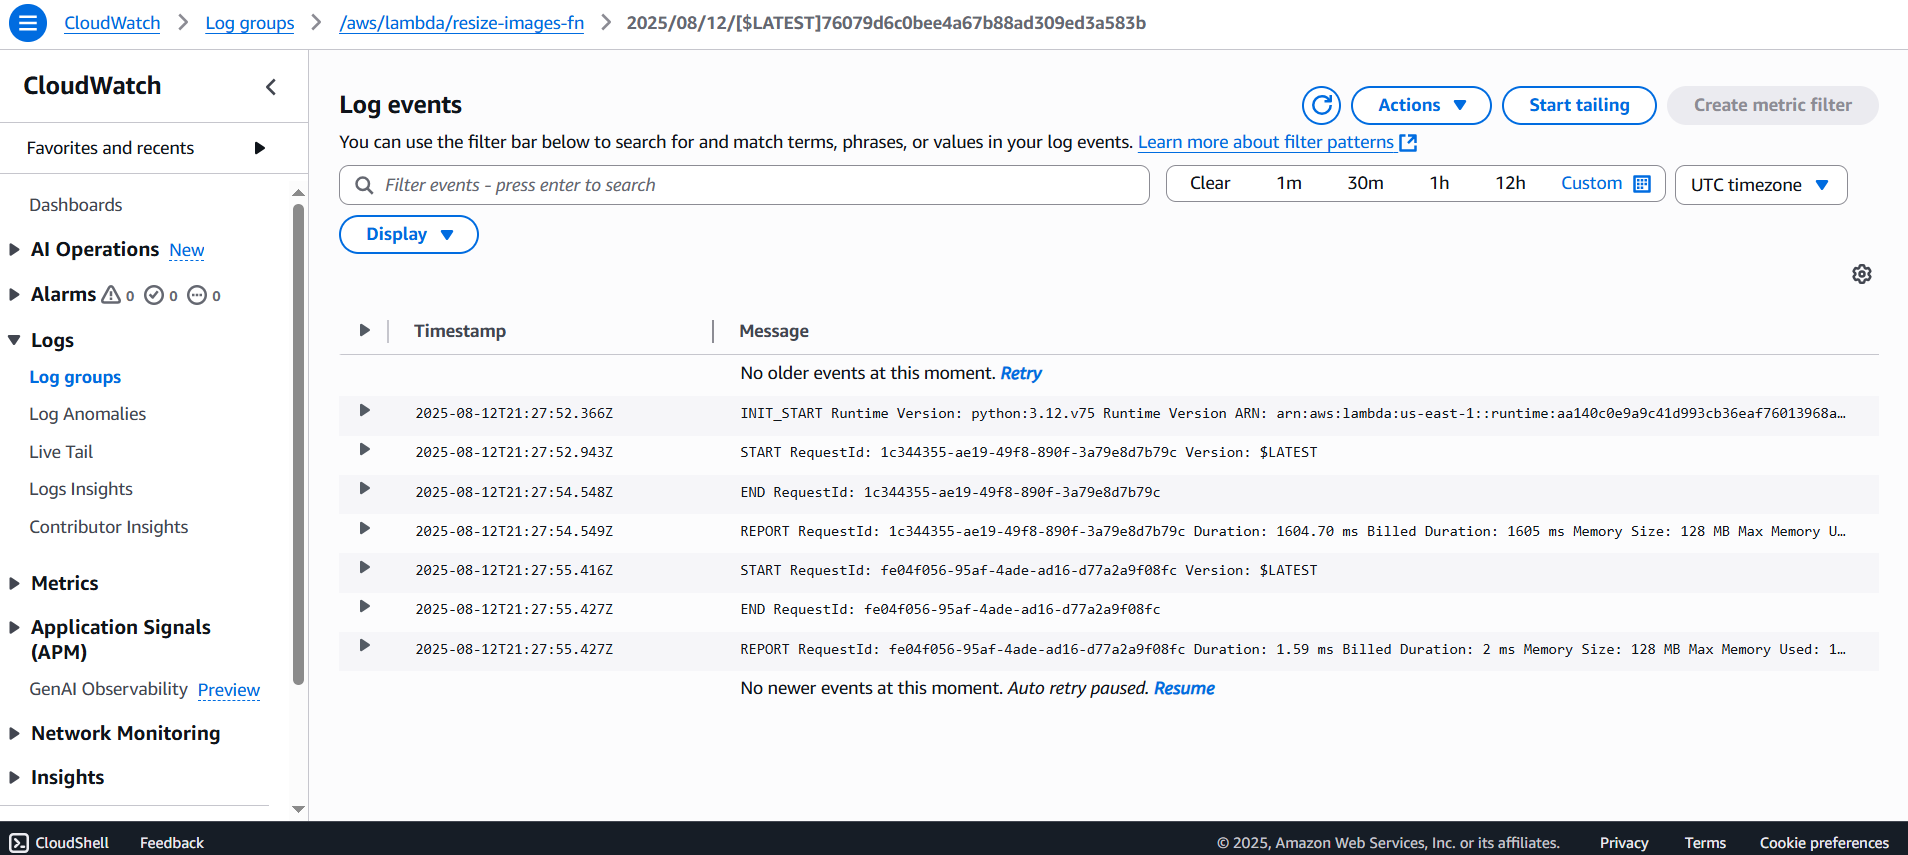 CloudWatch > Log groups > /aws/lambda/resize-images-fn > 2025/08/12/[$LATEST]76079d6c0bee4a67b88ad309ed3a583b
CloudWatch
Favorites and recents
Dashboards
AI Operations New
Alarms 0 0 0
Logs
Log groups
Log Anomalies
Live Tail
Logs Insights
Contributor Insights
Metrics
Application Signals
(APM)
GenAI Observability Preview
Network Monitoring
Insights
Log events
Actions
Start tailing
Create metric filter
You can use the filter bar below to search for and match terms, phrases, or values in your log events. Learn more about filter patterns
Filter events - press enter to search
Clear 1m 30m 1h 12h Custom
UTC timezone
Display
Timestamp Message
No older events at this moment. Retry
2025-08-12T21:27:52.366Z INIT_START Runtime Version: python:3.12.v75 Runtime Version ARN: arn:aws:lambda:us-east-1::runtime:aa140c0e9a9c41d993cb36eaf76013968a…
2025-08-12T21:27:52.943Z START RequestId: 1c344355-ae19-49f8-890f-3a79e8d7b79c Version: $LATEST
2025-08-12T21:27:54.548Z END RequestId: 1c344355-ae19-49f8-890f-3a79e8d7b79c
2025-08-12T21:27:54.549Z REPORT RequestId: 1c344355-ae19-49f8-890f-3a79e8d7b79c Duration: 1604.70 ms Billed Duration: 1605 ms Memory Size: 128 MB Max Memory U…
2025-08-12T21:27:55.416Z START RequestId: fe04f056-95af-4ade-ad16-d77a2a9f08fc Version: $LATEST
2025-08-12T21:27:55.427Z END RequestId: fe04f056-95af-4ade-ad16-d77a2a9f08fc
2025-08-12T21:27:55.427Z REPORT RequestId: fe04f056-95af-4ade-ad16-d77a2a9f08fc Duration: 1.59 ms Billed Duration: 2 ms Memory Size: 128 MB Max Memory Used: 1…
No newer events at this moment. Auto retry paused. Resume
CloudShell Feedback © 2025, Amazon Web Services, Inc. or its affiliates. Privacy Terms Cookie preferences